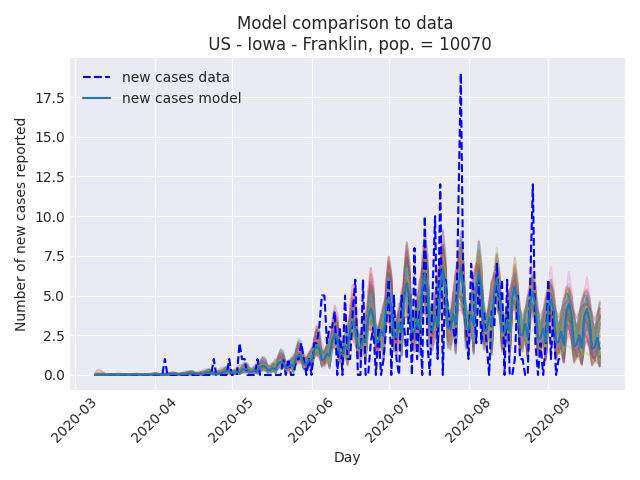 Model comparison to data
US - Iowa - Franklin, pop. = 10070
new cases data
new cases model
Number of new cases reported
17.5
15.0
12.5
10.0
7.5
5.0
2.5
0.0
2020-03
2020-04
2020-05
2020-06
2020-07
2020-08
2020-09
Day